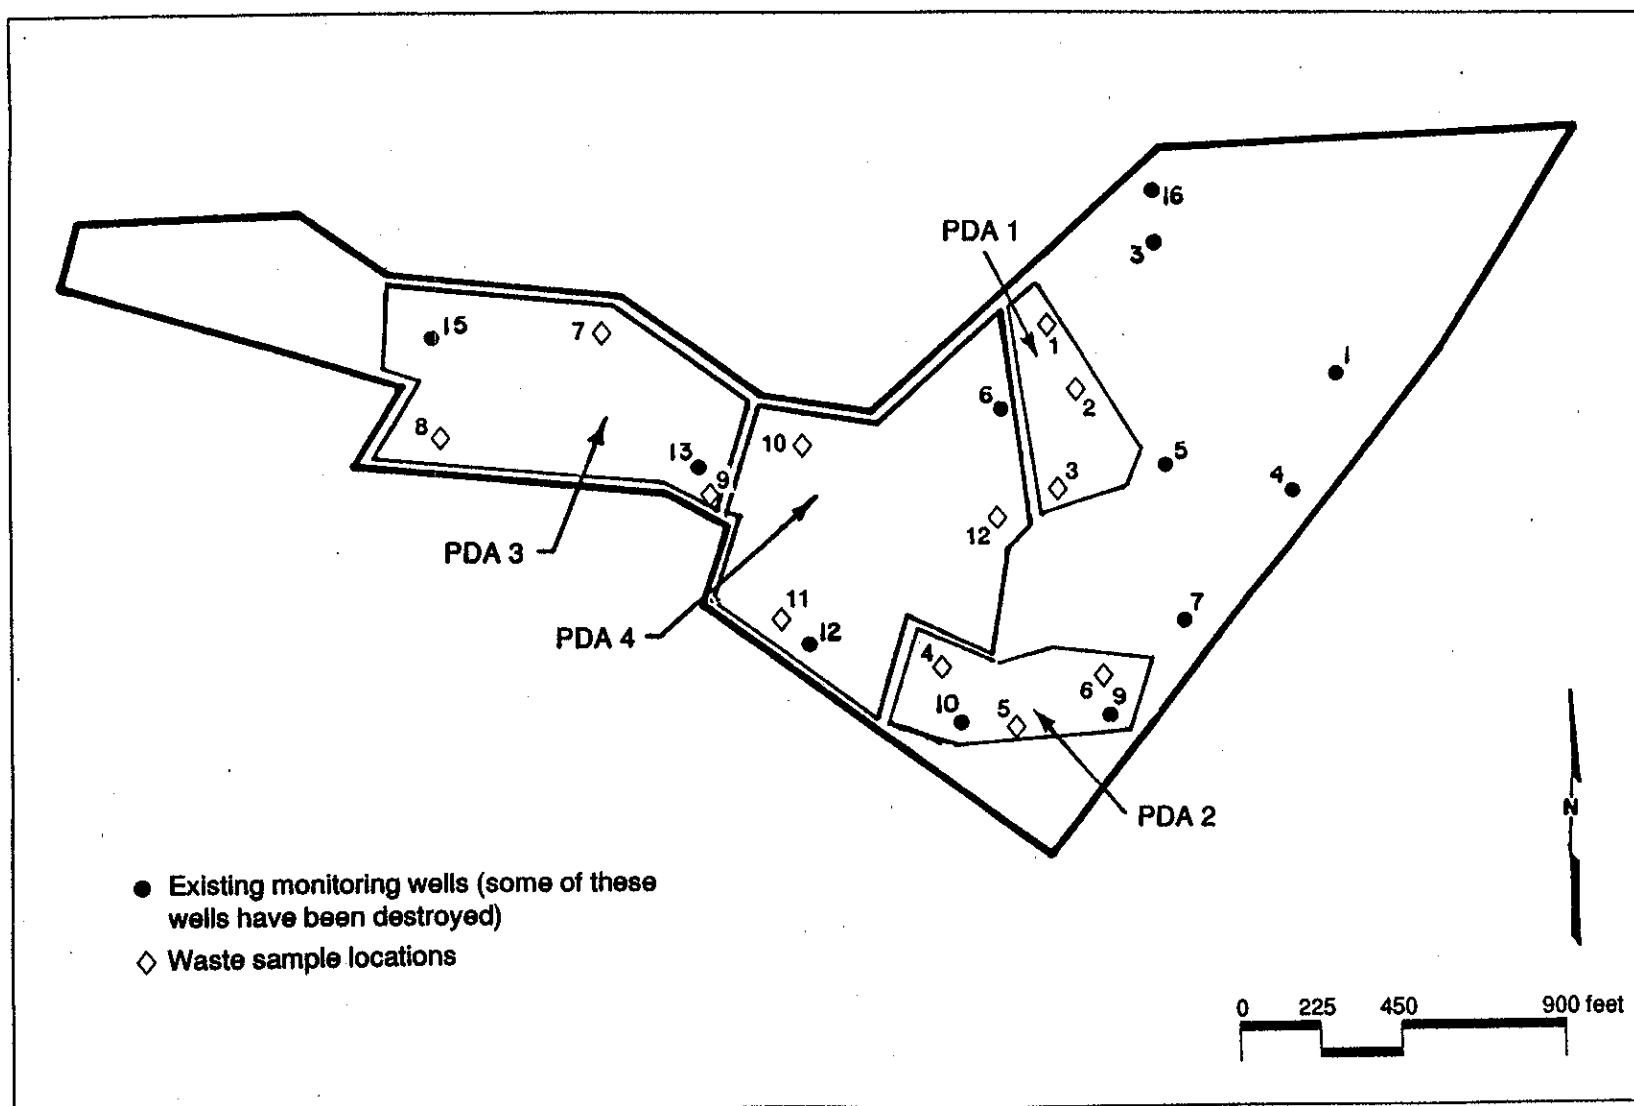 16
PDA 1
3
15
7
1
1
6
2
8
10
5
13
3
4
9
12
PDA 3
11
7
PDA 4
12
4
6
9
10
5
PDA 2
N
Existing monitoring wells (some of these
wells have been destroyed)
Waste sample locations
0 225 450 900 feet